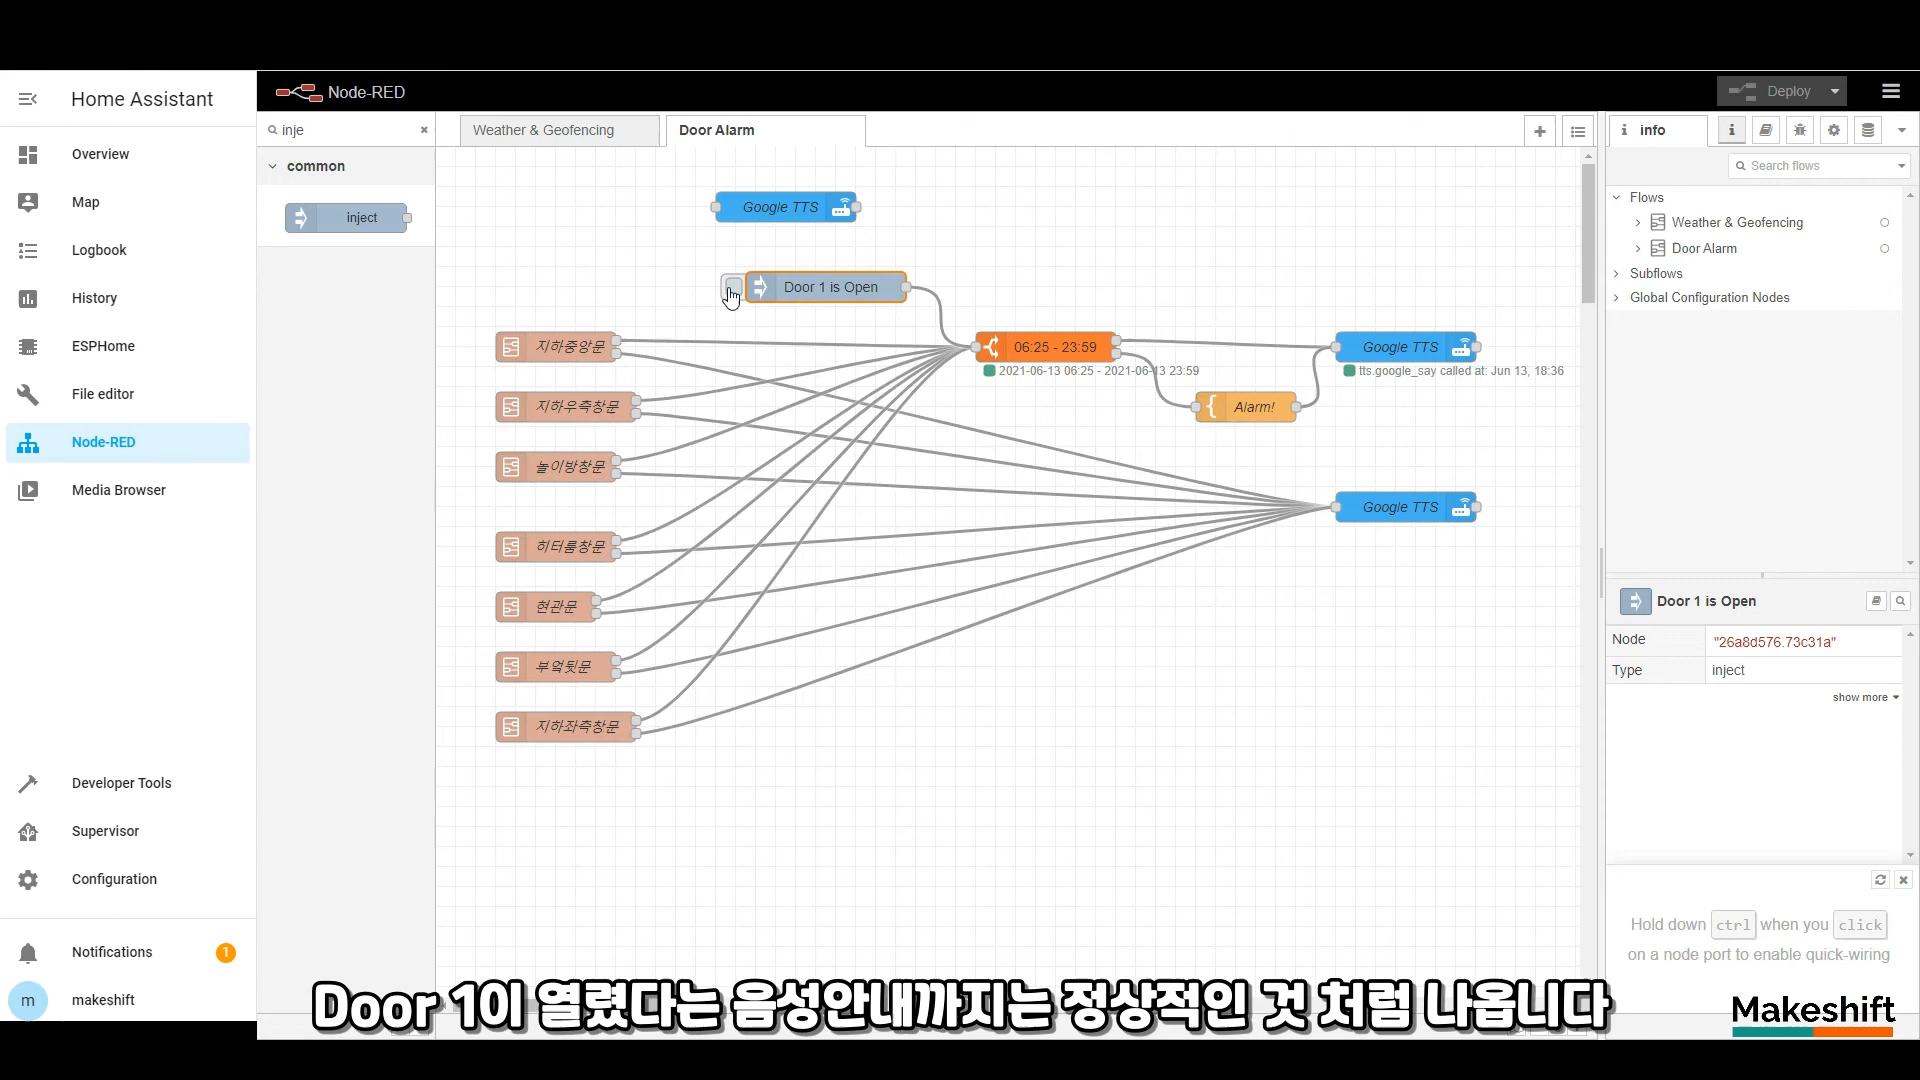 Home Assistant
Node-RED
Deploy
inje
Weather & Geofencing
Door Alarm
info
Overview
common
Search flows
Map
inject
Google TTS
Flows
Weather & Geofencing
Logbook
Door Alarm
Subflows
History
Door 1 is Open
Global Configuration Nodes
ESPHome
지하중앙문
06:25 - 23:59
Google TTS
2021-06-13 06:25 - 2021-06-13 23:59
tts.google_say called at: Jun 13, 18:36
File editor
지하우측창문
Alarm!
Node-RED
놀이방창문
Media Browser
Google TTS
히터룸창문
현관문
Door 1 is Open
Node
"26a8d576.73c31a"
부엌뒷문
Type
inject
show more
지하좌측창문
Developer Tools
Supervisor
Configuration
Hold down ctrl when you click
on a node port to enable quick-wiring
Notifications
1
m
makeshift
Door 1이 열렸다는 음성안내까지는 정상적인 것 처럼 나옵니다
Makeshift